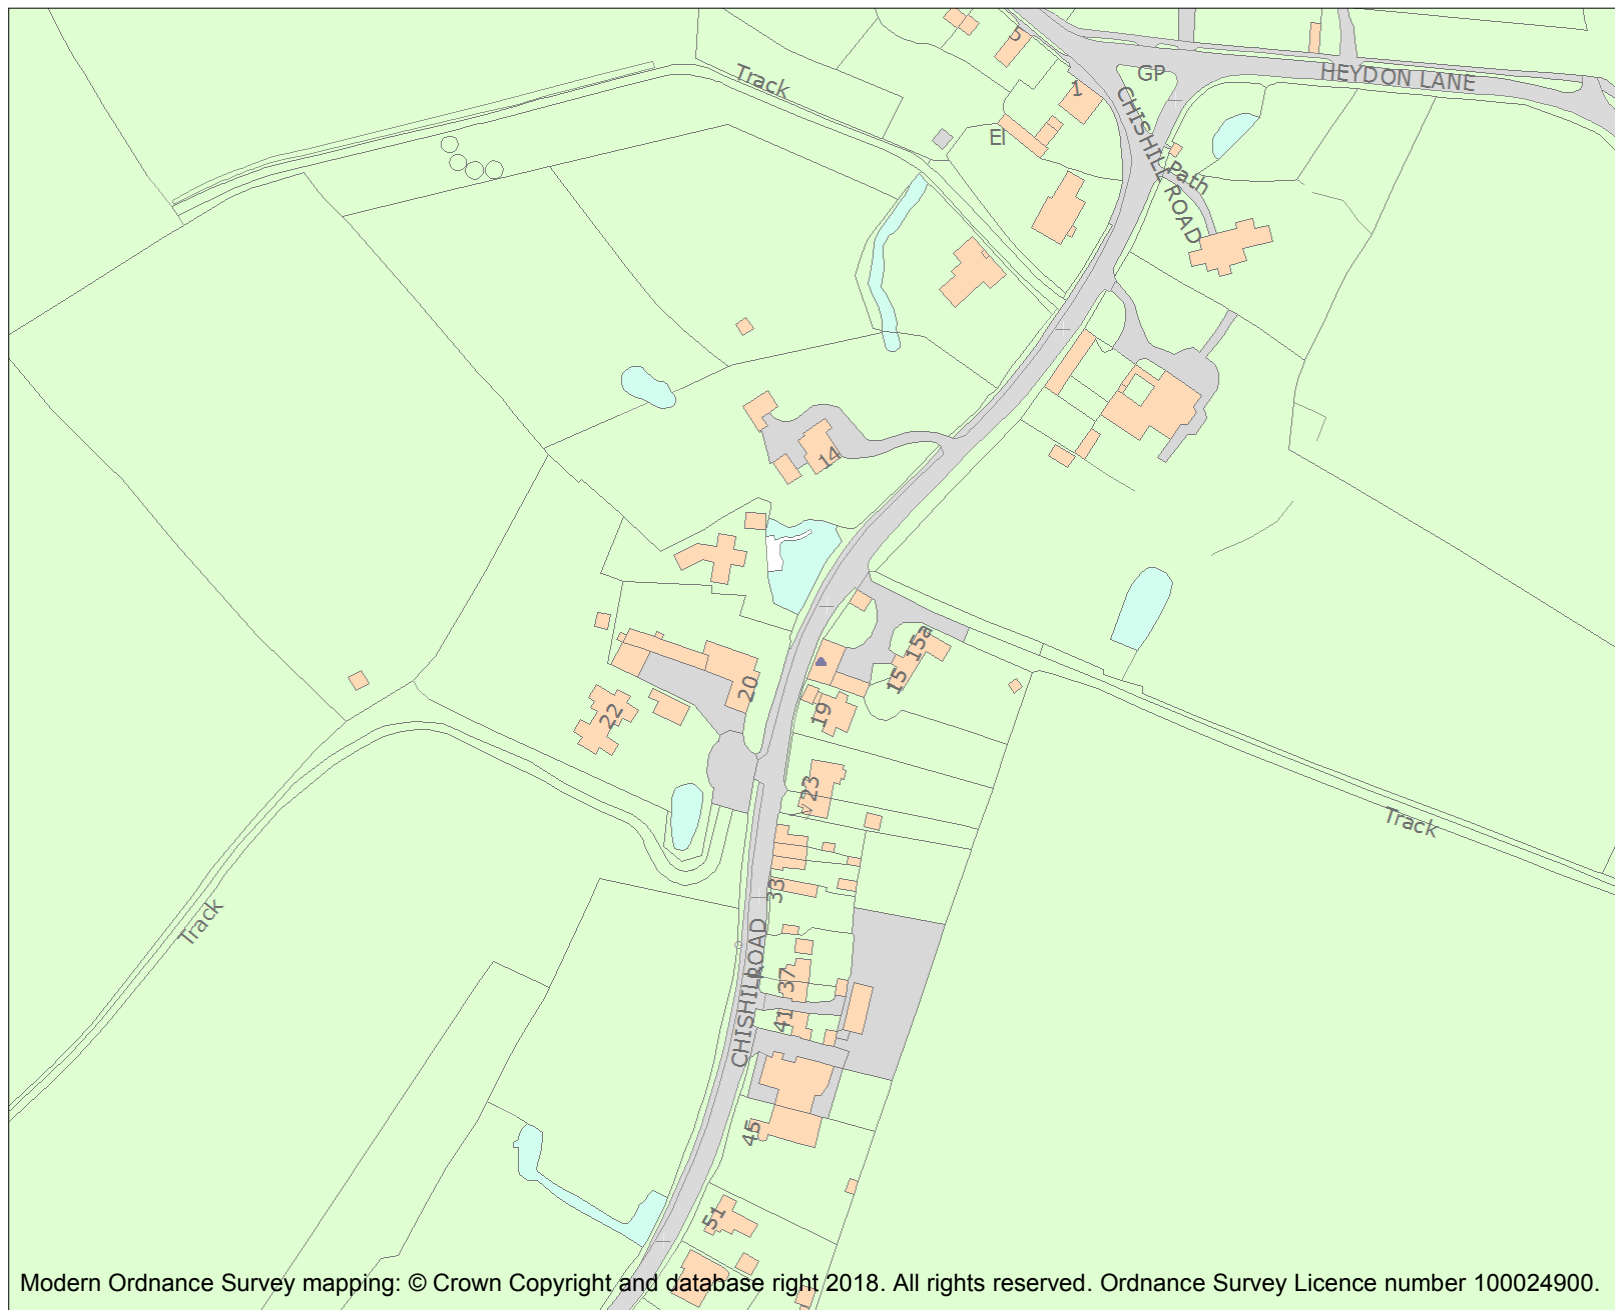 5
Track
GP
HEYDON LANE
1
El
CHISHILL ROAD
Path
14
15a
15
20
19
22
23
33
Track
Track
CHISHILL ROAD
37
41
45
51
Modern Ordnance Survey mapping: © Crown Copyright and database right 2018. All rights reserved. Ordnance Survey Licence number 100024900.